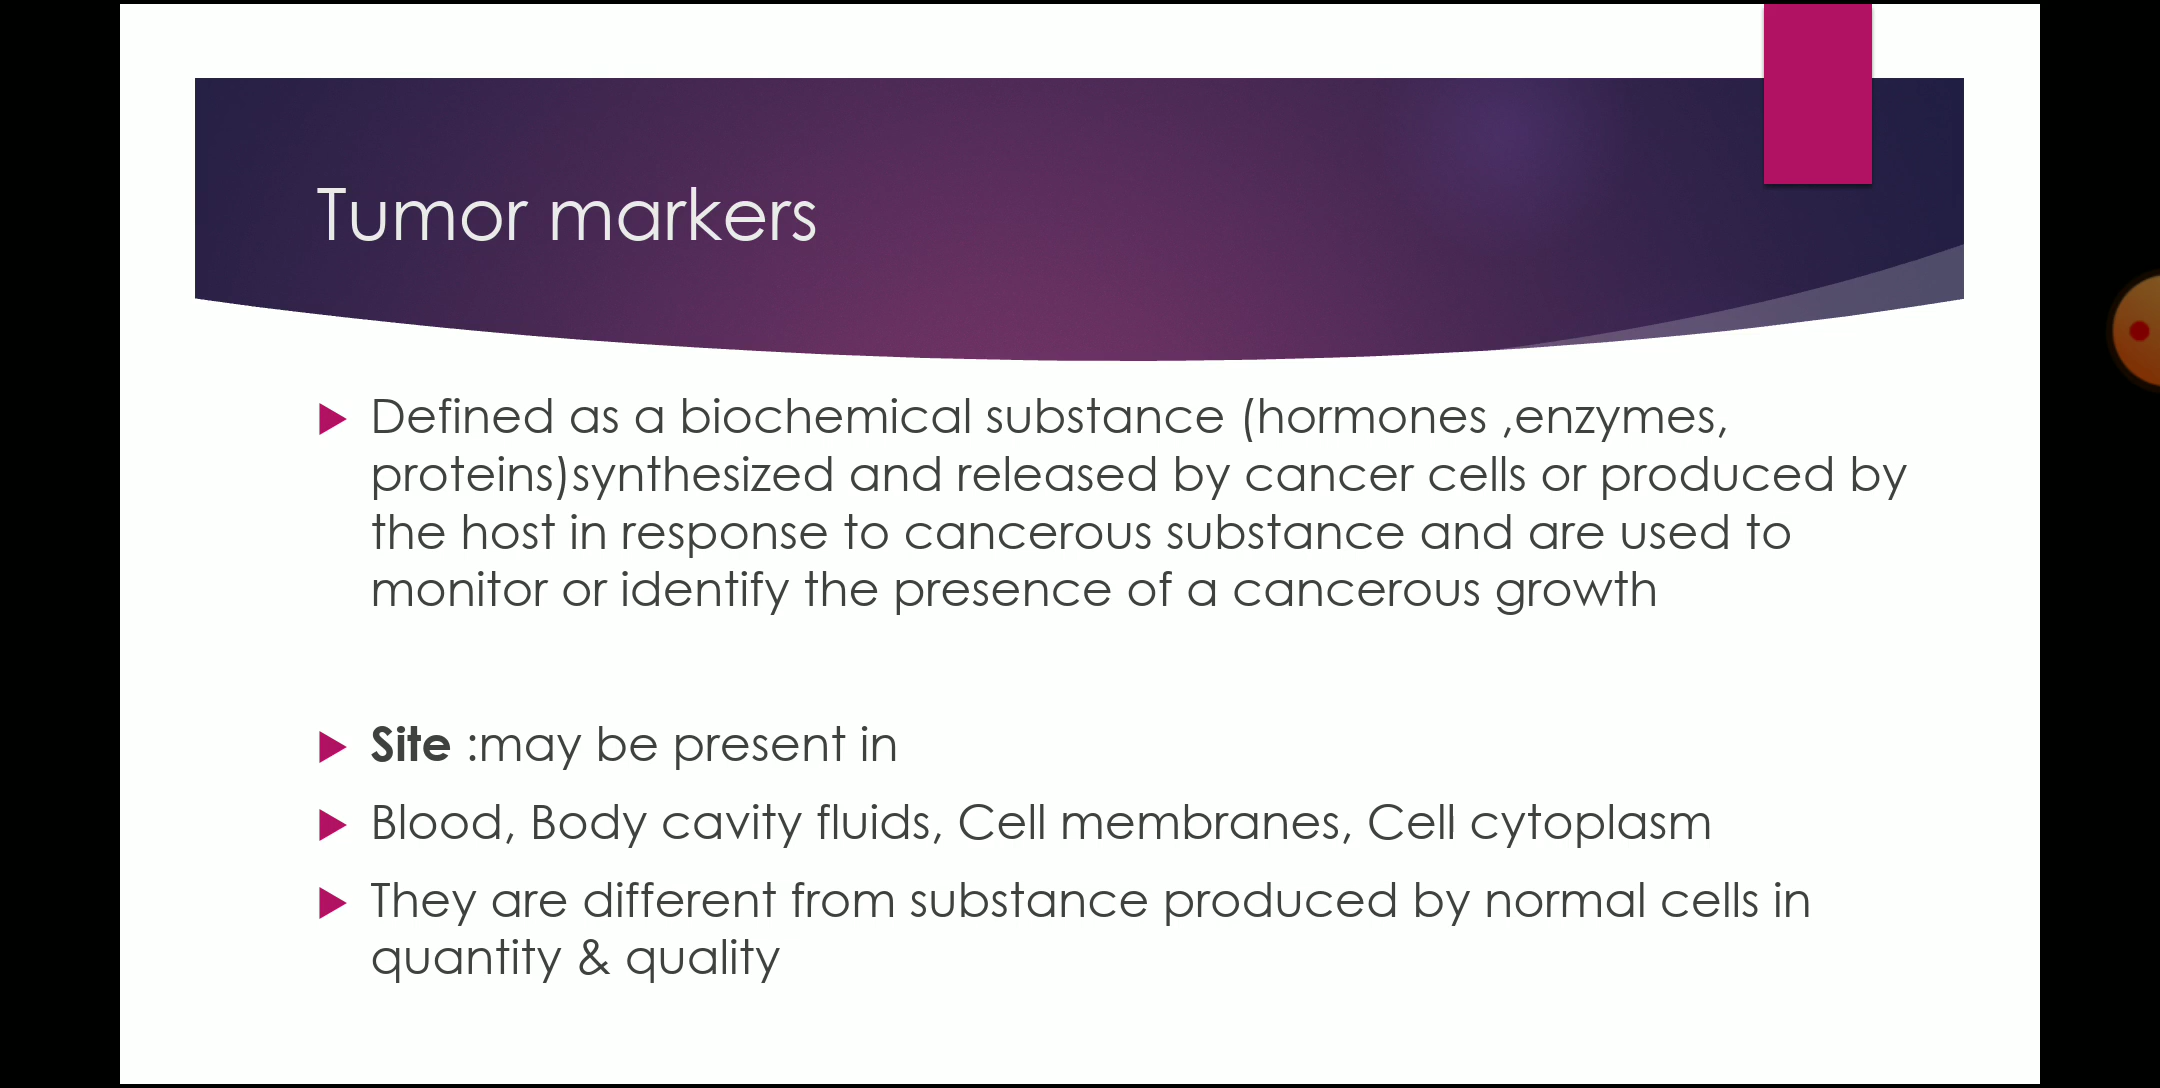 Tumor markers
Defined as a biochemical substance (hormones ,enzymes,
proteins)synthesized and released by cancer cells or produced by
the host in response to cancerous substance and are used to
monitor or identify the presence of a cancerous growth
Site :may be present in
Blood, Body cavity fluids, Cell membranes, Cell cytoplasm
They are different from substance produced by normal cells in
quantity & quality